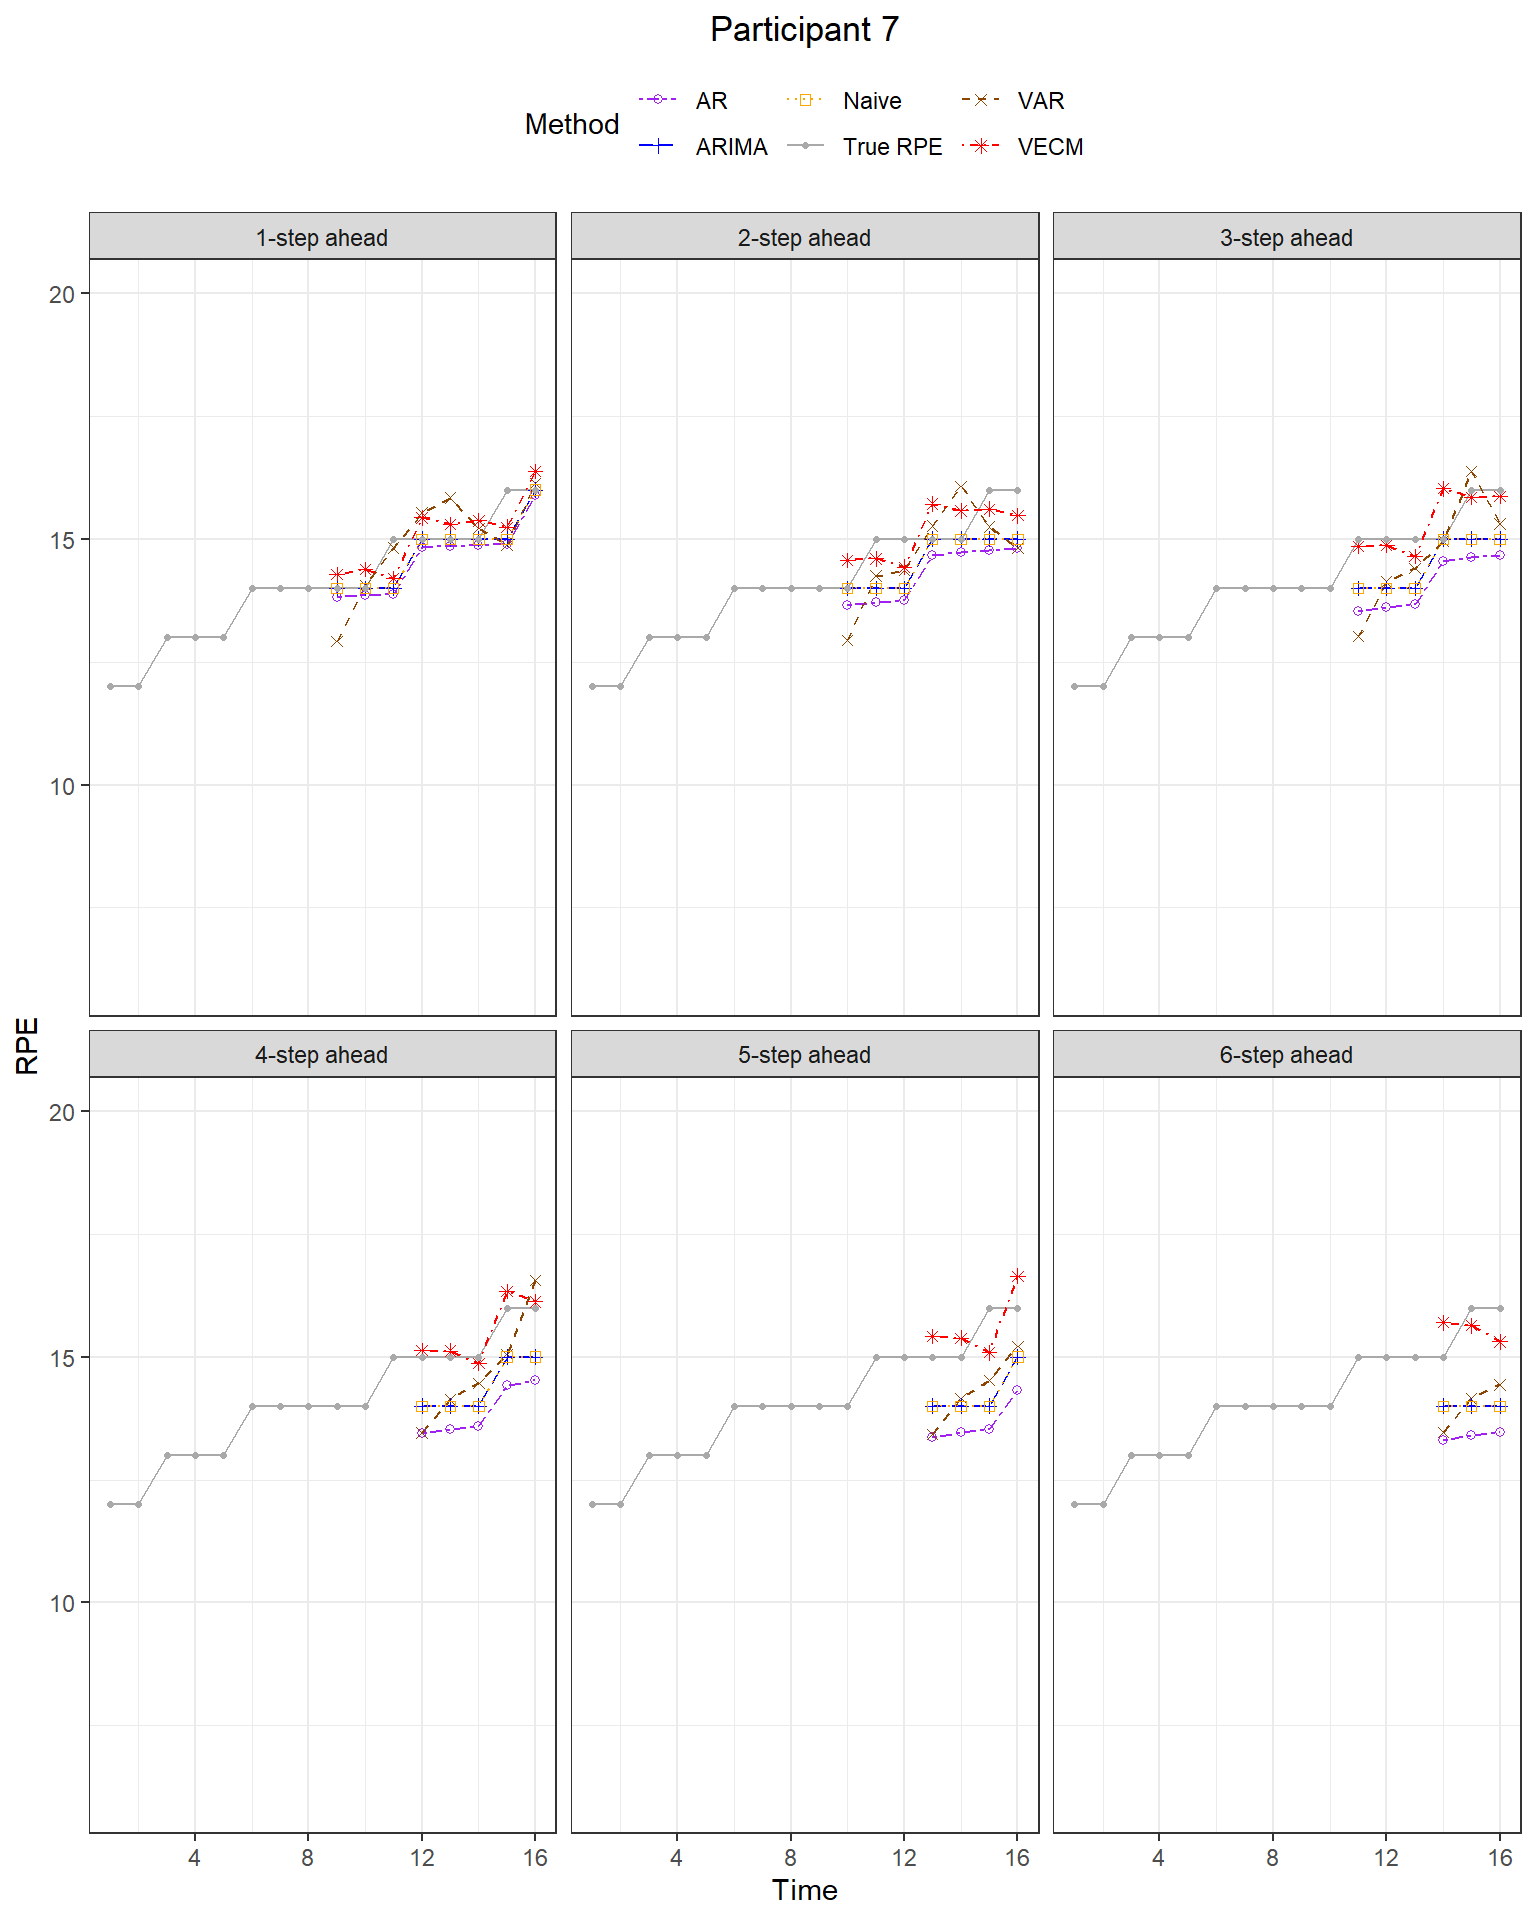 Participant 7
Method
AR
Naive
VAR
ARIMA
True RPE
VECM
1-step ahead
2-step ahead
3-step ahead
20
15
10
RPE
4-step ahead
5-step ahead
6-step ahead
20
15
10
4 8 12 16
4 8 12 16
4 8 12 16
Time